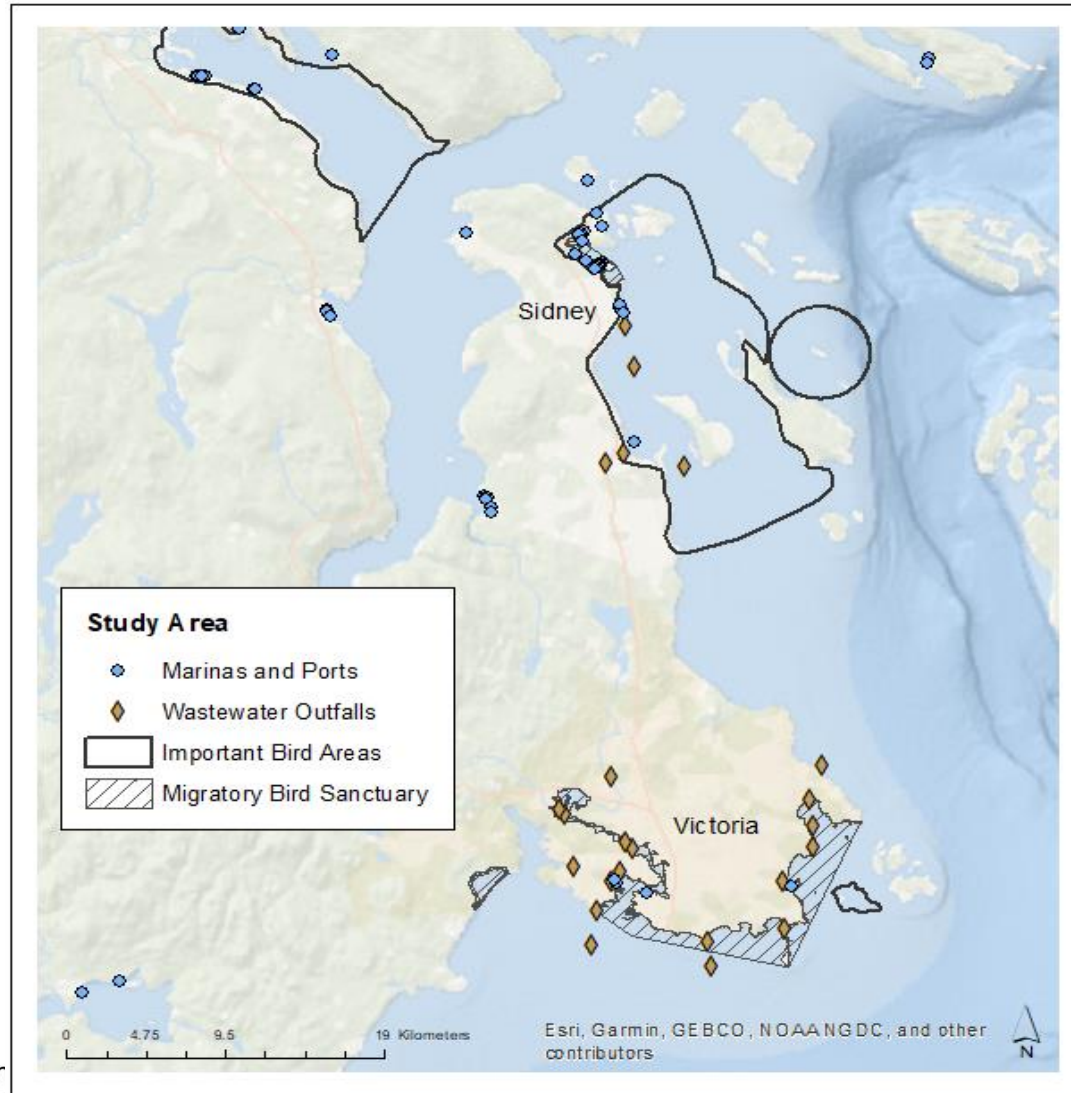 Sidney
Study Area
Marinas and Ports
Wastewater Outfalls
Important Bird Areas
Migratory Bird Sanctuary
Victoria
0 4.75 9.5 19 Kilometers
Esri, Garmin, GEBCO, NOAANGDC, and other
contributors
N